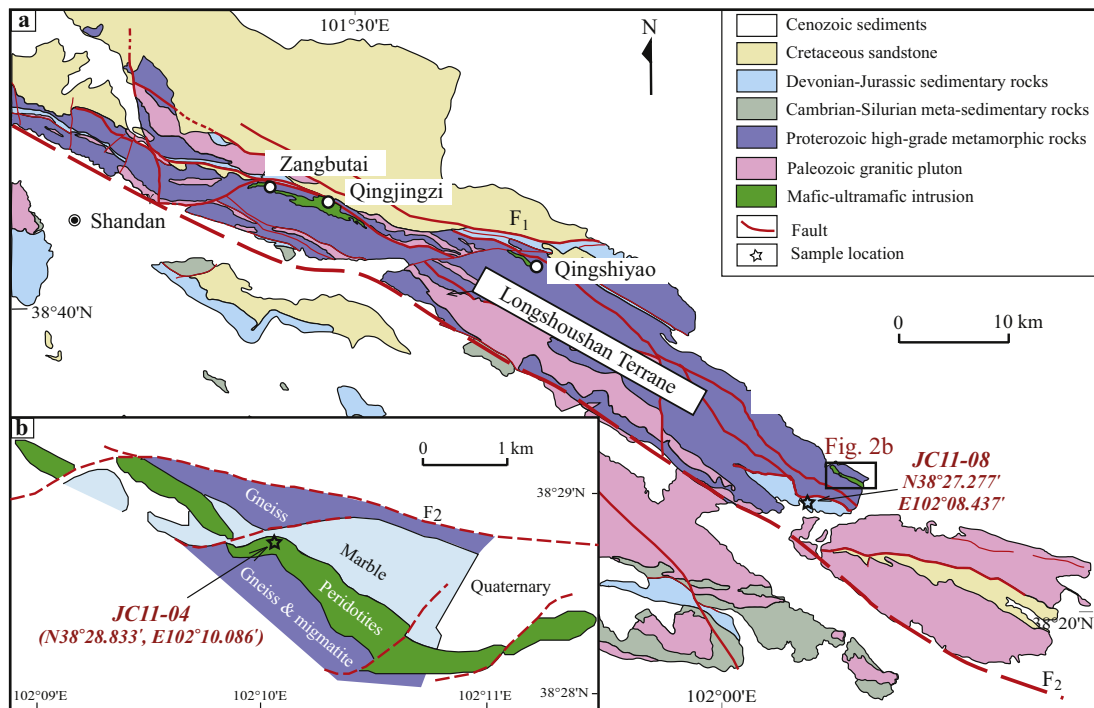 a
101°30'E
N
Cenozoic sediments
Cretaceous sandstone
Devonian-Jurassic sedimentary rocks
Cambrian-Silurian meta-sedimentary rocks
Proterozoic high-grade metamorphic rocks
Paleozoic granitic pluton
Mafic-ultramafic intrusion
Fault
Sample location
Zangbutai
Qingjingzi
Shandan
F1
Qingshiyao
38°40'N
Longshoushan Terrane
0 10 km
Fig. 2b
JC11-08
N38°27.277'
E102°08.437'
38°20'N
F2
102°00'E
b
0 1 km
38°29'N
Gneiss
F2
Marble
Quaternary
Peridotites
Gneiss & migmatite
JC11-04
(N38°28.833', E102°10.086')
38°28'N
102°09'E
102°10'E
102°11'E